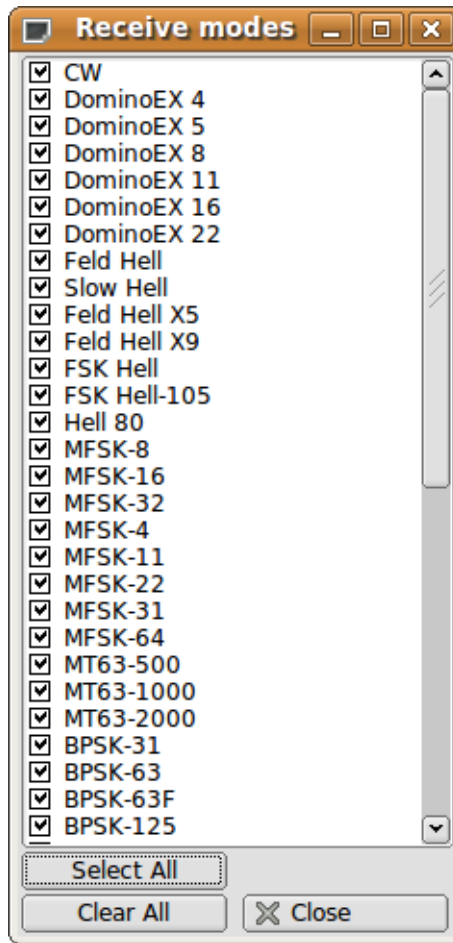 Receive modes
CW
DominoEX 4
DominoEX 5
DominoEX 8
DominoEX 11
DominoEX 16
DominoEX 22
Feld Hell
Slow Hell
Feld Hell X5
Feld Hell X9
FSK Hell
FSK Hell-105
Hell 80
MFSK-8
MFSK-16
MFSK-32
MFSK-4
MFSK-11
MFSK-22
MFSK-31
MFSK-64
MT63-500
MT63-1000
MT63-2000
BPSK-31
BPSK-63
BPSK-63F
BPSK-125
Select All
Clear All Close